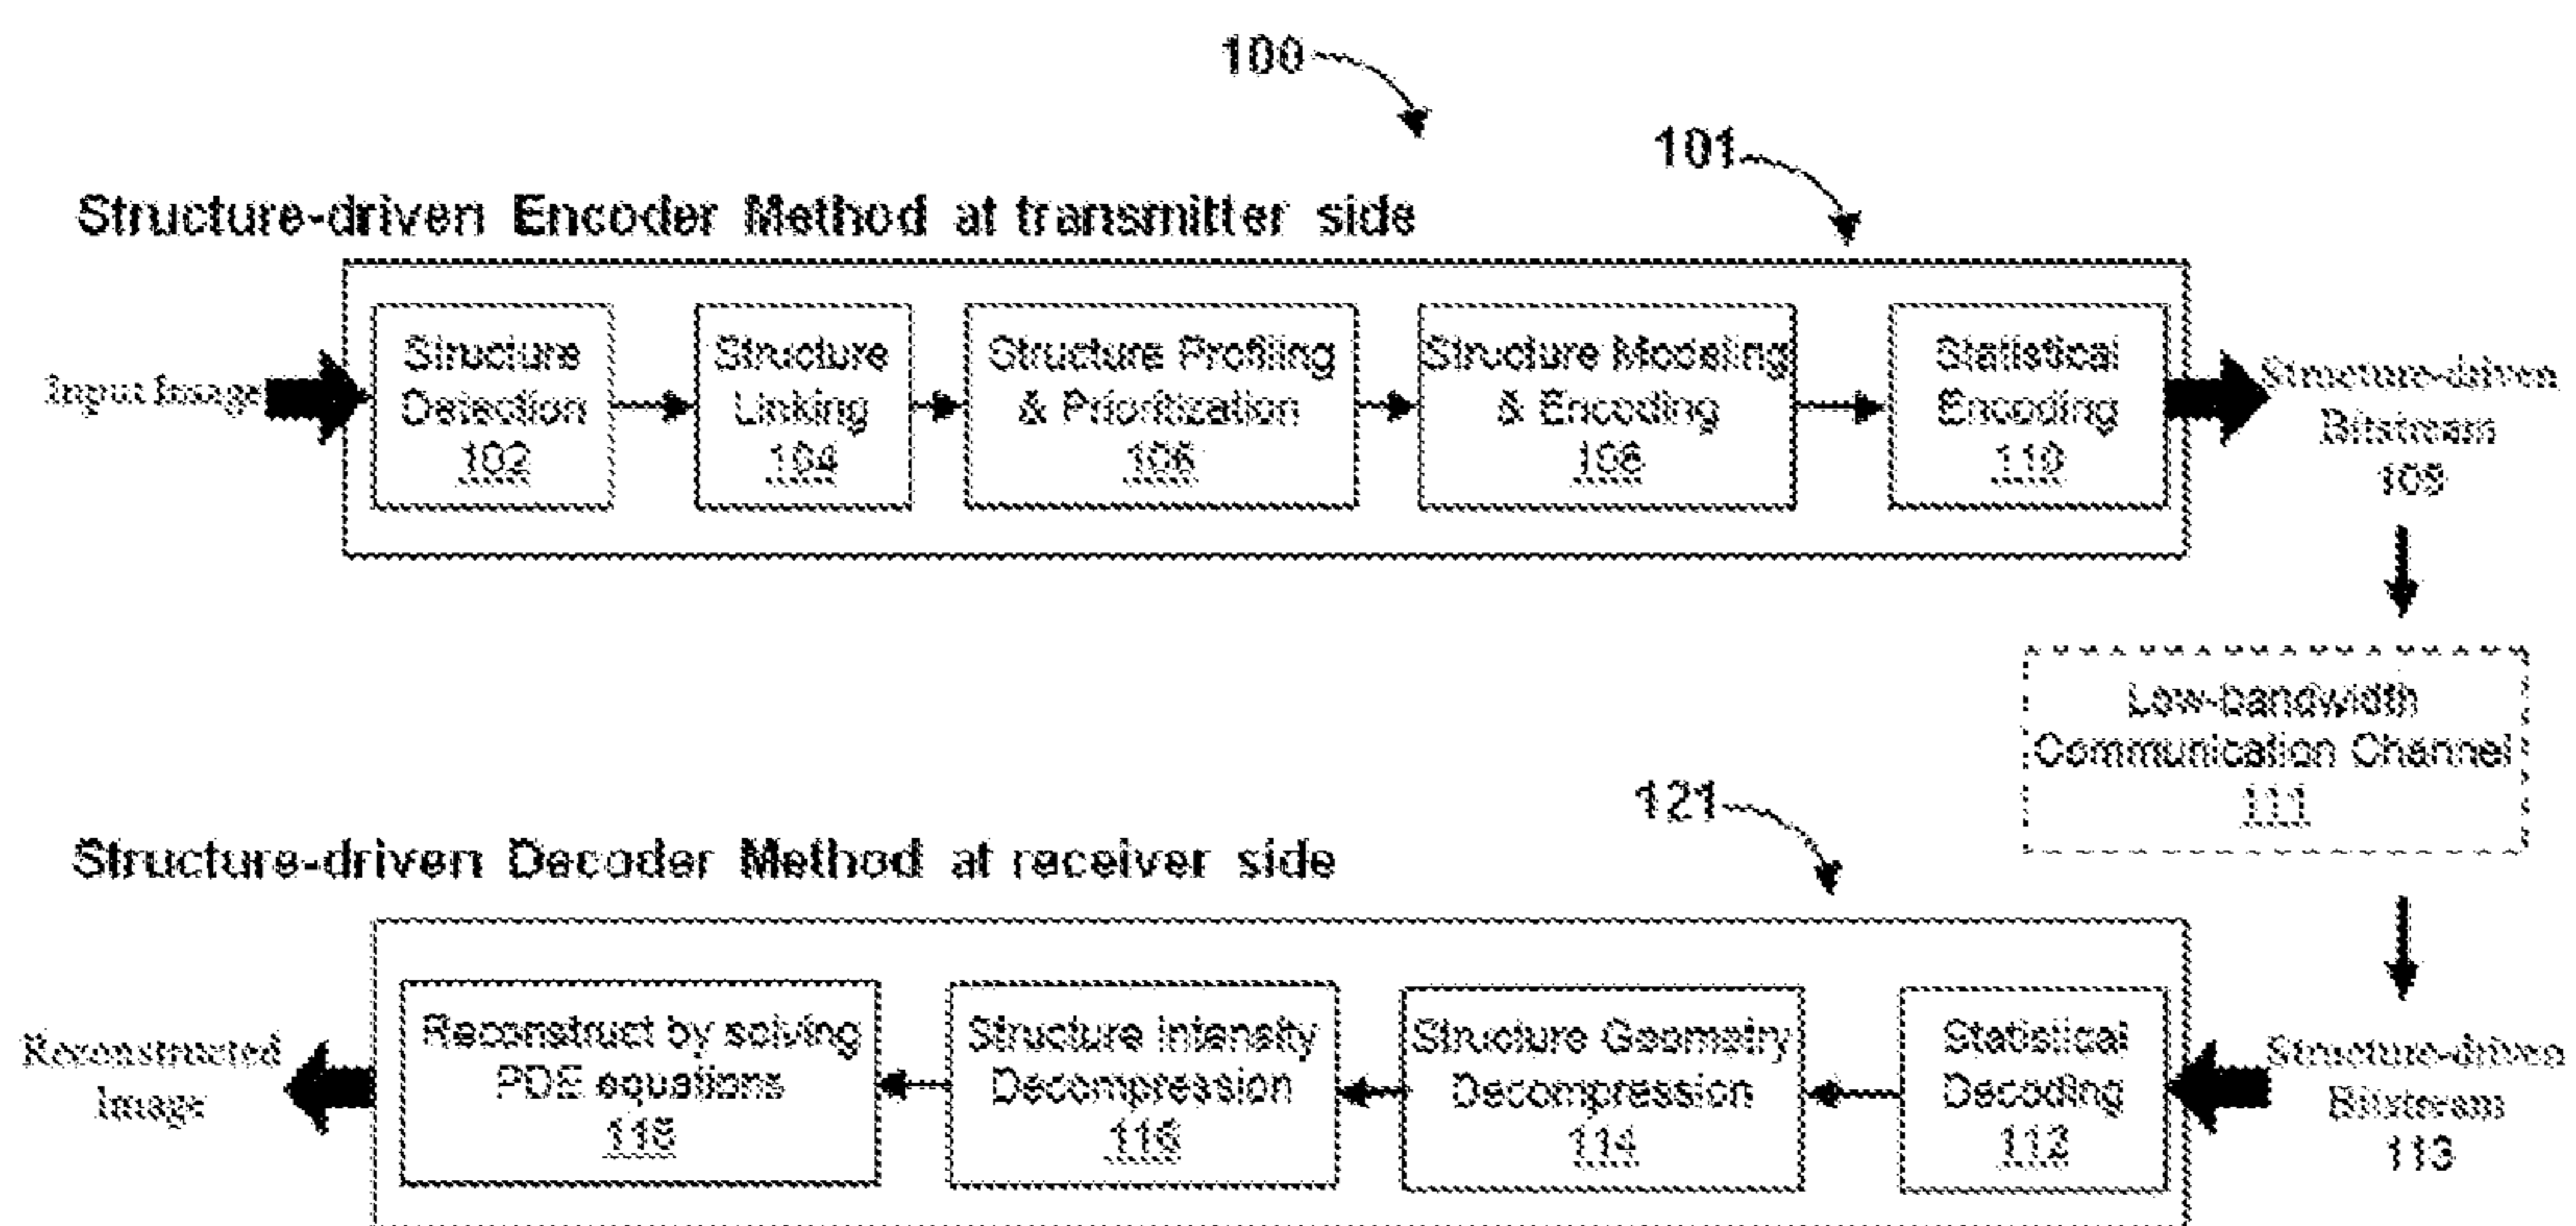 100
101
Structure-driven Encoder Method at transmitter side
Input Image
Structure
Detection
102
Structure
Linking
104
Structure Profiling
& Prioritization
106
Structure Modeling
& Encoding
108
Statistical
Encoding
110
Structure-driven
Bitstream
109
Low-bandwidth
Communication Channel
111
121
Structure-driven Decoder Method at receiver side
Reconstructed
Image
Reconstruct by solving
PDE equations
118
Structure Intensity
Decompression
116
Structure Geometry
Decompression
114
Statistical
Decoding
112
Structure-driven
Bitstream
113